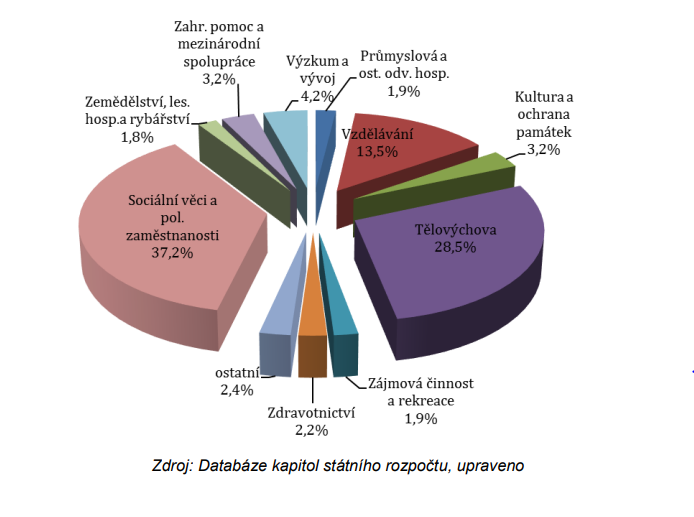 Zahr. pomoc a
mezinárodní
spolupráce
3,2%
Výzkum a
vývoj
4,2%
Průmyslová a
ost. odv. hosp.
1,9%
Vzdělávání
13,5%
Kultura a
ochrana
památek
3,2%
Zemědělství, les.
hosp.a rybářství
1,8%
Sociální věci a
pol.
zaměstnanosti
37,2%
Tělovýchova
28,5%
ostatní
2,4%
Zdravotnictví
2,2%
Zájmová činnost
a rekreace
1,9%
Zdroj: Databáze kapitol státního rozpočtu, upraveno